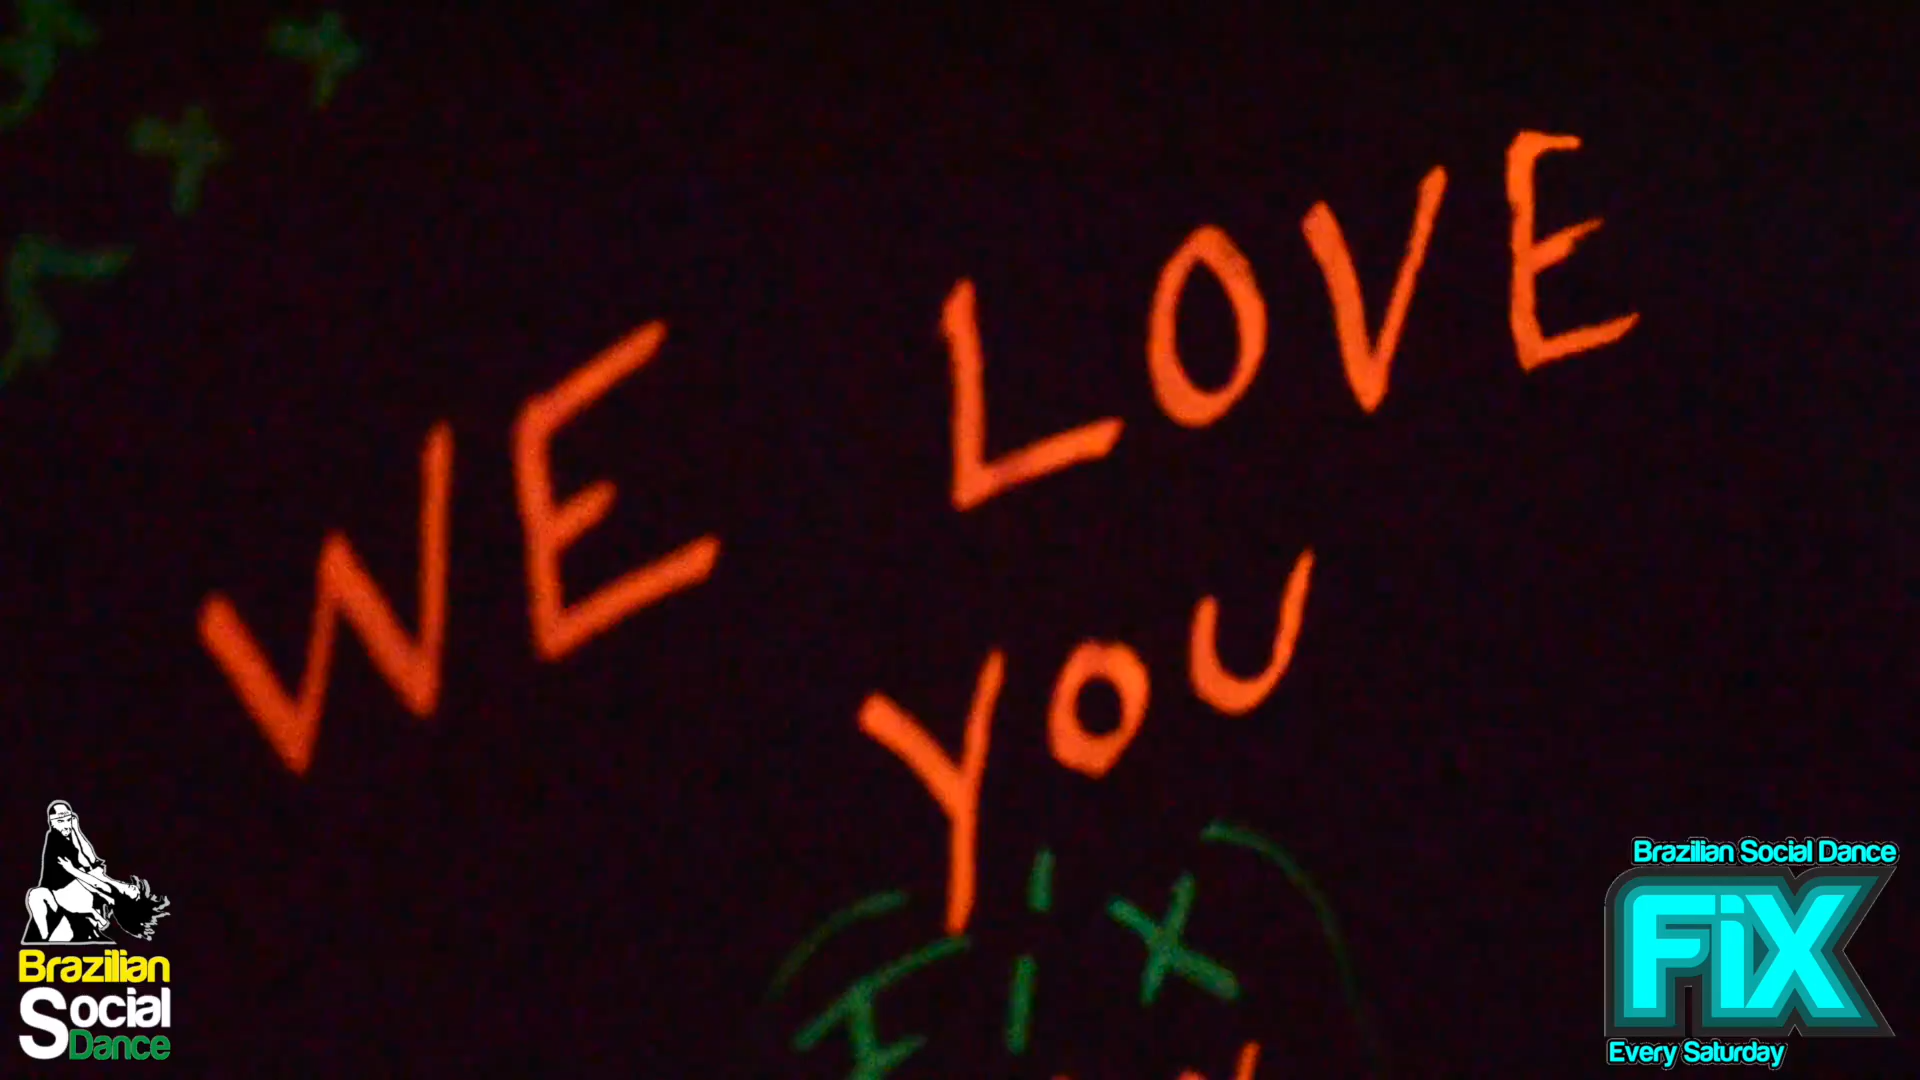 WE LOVE
YOU
FiX
Brazilian
Social
Dance
Brazilian Social Dance
FiX
Every Saturday